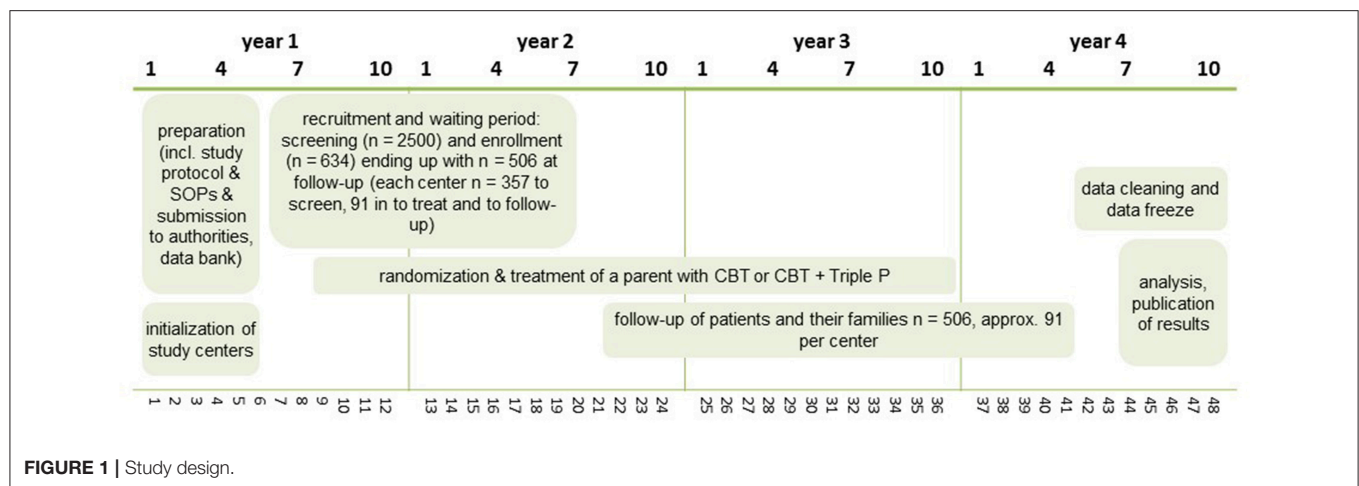 year 1 year 2 year 3 year 4
1 4 7 10 1 4 7 10 1 4 7 10 1 4 7 10
preparation
(incl. study
protocol &
SOPs &
submission
to authorities,
data bank)
initialization of
study centers
recruitment and waiting period:
screening (n = 2500) and enrollment
(n = 634) ending up with n = 506 at
follow-up (each center n = 357 to
screen, 91 in to treat and to follow-
up)
randomization & treatment of a parent with CBT or CBT + Triple P
follow-up of patients and their families n = 506, approx. 91
per center
data cleaning and
data freeze
analysis,
publication
of results
1 2 3 4 5 6 7 8 9 10 11 12 13 14 15 16 17 18 19 20 21 22 23 24 25 26 27 28 29 30 31 32 33 34 35 36 37 38 39 40 41 42 43 44 45 46 47 48
FIGURE 1 | Study design.